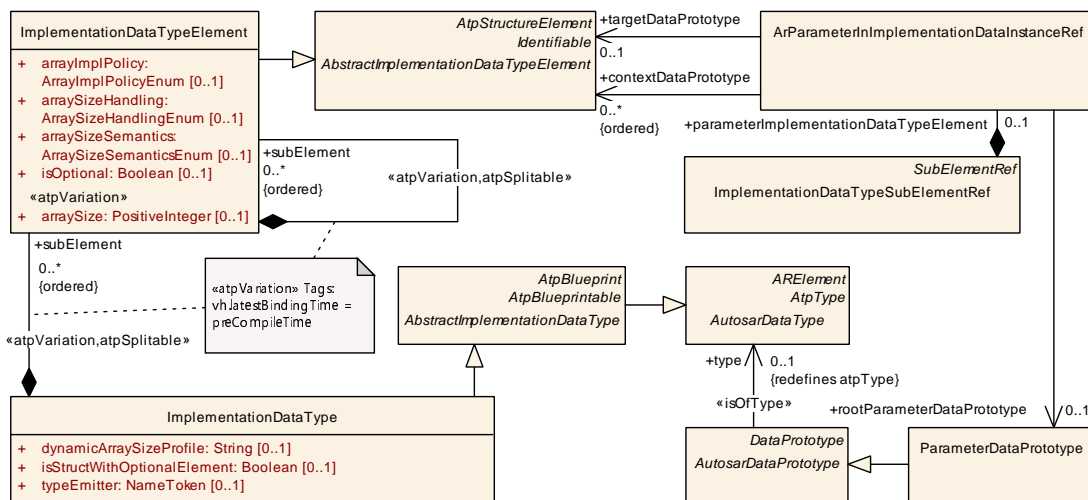 ImplementationDataTypeElement
+ arrayImplPolicy:
ArrayImplPolicyEnum [0..1]
+ arraySizeHandling:
ArraySizeHandlingEnum [0..1]
+ arraySizeSemantics:
ArraySizeSemanticsEnum [0..1]
+ isOptional: Boolean [0..1]
«atpVariation»
+ arraySize: PositiveInteger [0..1]
AtpStructureElement
Identifiable
AbstractImplementationDataTypeElement
+targetDataPrototype
0..1
+contextDataPrototype
0..*
{ordered}
ArParameterInImplementationDataInstanceRef
+parameterImplementationDataTypeElement
0..1
SubElementRef
ImplementationDataTypeSubElementRef
+subElement
0..*
{ordered}
«atpVariation,atpSplitable»
+subElement
0..*
{ordered}
«atpVariation,atpSplitable»
«atpVariation» Tags:
vh.latestBindingTime =
preCompileTime
AtpBlueprint
AtpBlueprintable
AbstractImplementationDataType
ARElement
AtpType
AutosarDataType
+type
0..1
{redefines atpType}
«isOfType»
+rootParameterDataPrototype
0..1
ImplementationDataType
+ dynamicArraySizeProfile: String [0..1]
+ isStructWithOptionalElement: Boolean [0..1]
+ typeEmitter: NameToken [0..1]
DataPrototype
AutosarDataPrototype
ParameterDataPrototype